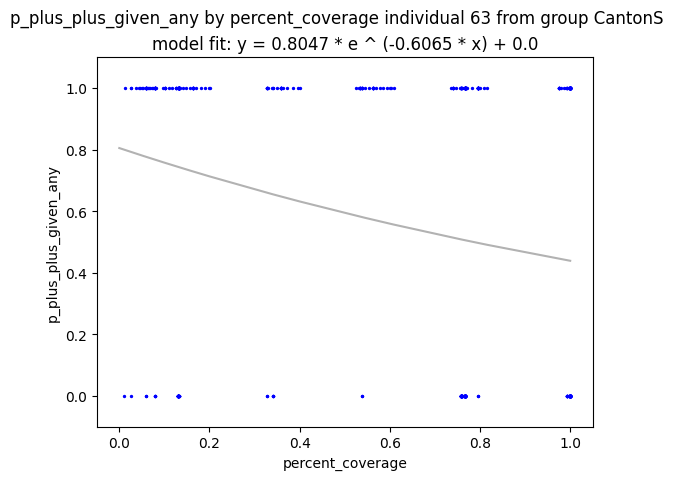 p_plus_plus_given_any by percent_coverage individual 63 from group CantonS
model fit: y = 0.8047 * e ^ (-0.6065 * x) + 0.0
1.0
0.8
0.6
0.4
0.2
0.0
p_plus_plus_given_any
0.0 0.2 0.4 0.6 0.8 1.0
percent_coverage